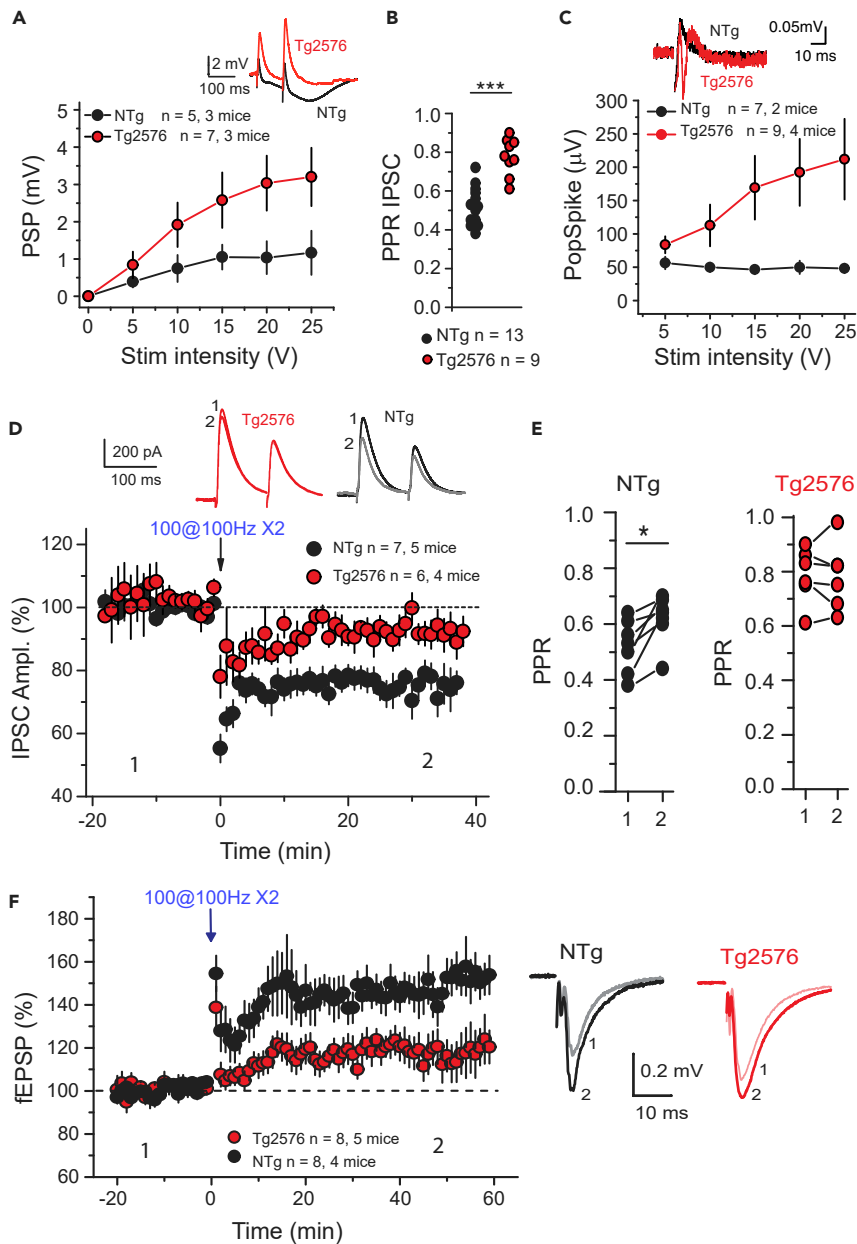 A
Tg2576
2 mV
100 ms
NTg
NTg n = 5, 3 mice
Tg2576 n = 7, 3 mice
PSP (mV)
5
4
3
2
1
0
0 5 10 15 20 25
Stim intensity (V)
B
***
PPR IPSC
1.0
0.8
0.6
0.4
0.2
0.0
NTg n = 13
Tg2576 n = 9
C
NTg
0.05mV
10 ms
Tg2576
NTg n = 7, 2 mice
Tg2576 n = 9, 4 mice
PopSpike (µV)
300
250
200
150
100
50
0
5 10 15 20 25
Stim intensity (V)
D
200 pA
100 ms
1
2
Tg2576
1
2
NTg
100@100Hz X2
NTg n = 7, 5 mice
Tg2576 n = 6, 4 mice
IPSC Ampl. (%)
120
100
80
60
40
1 2
-20 0 20 40
Time (min)
E
NTg
*
PPR
1.0
0.8
0.6
0.4
0.2
0.0
1 2
Tg2576
PPR
1.0
0.8
0.6
0.4
0.2
0.0
1 2
F
100@100Hz X2
fEPSP (%)
180
160
140
120
100
80
60
1 2
Tg2576 n = 8, 5 mice
NTg n = 8, 4 mice
-20 0 20 40 60
Time (min)
NTg
1
2
0.2 mV
10 ms
Tg2576
1
2